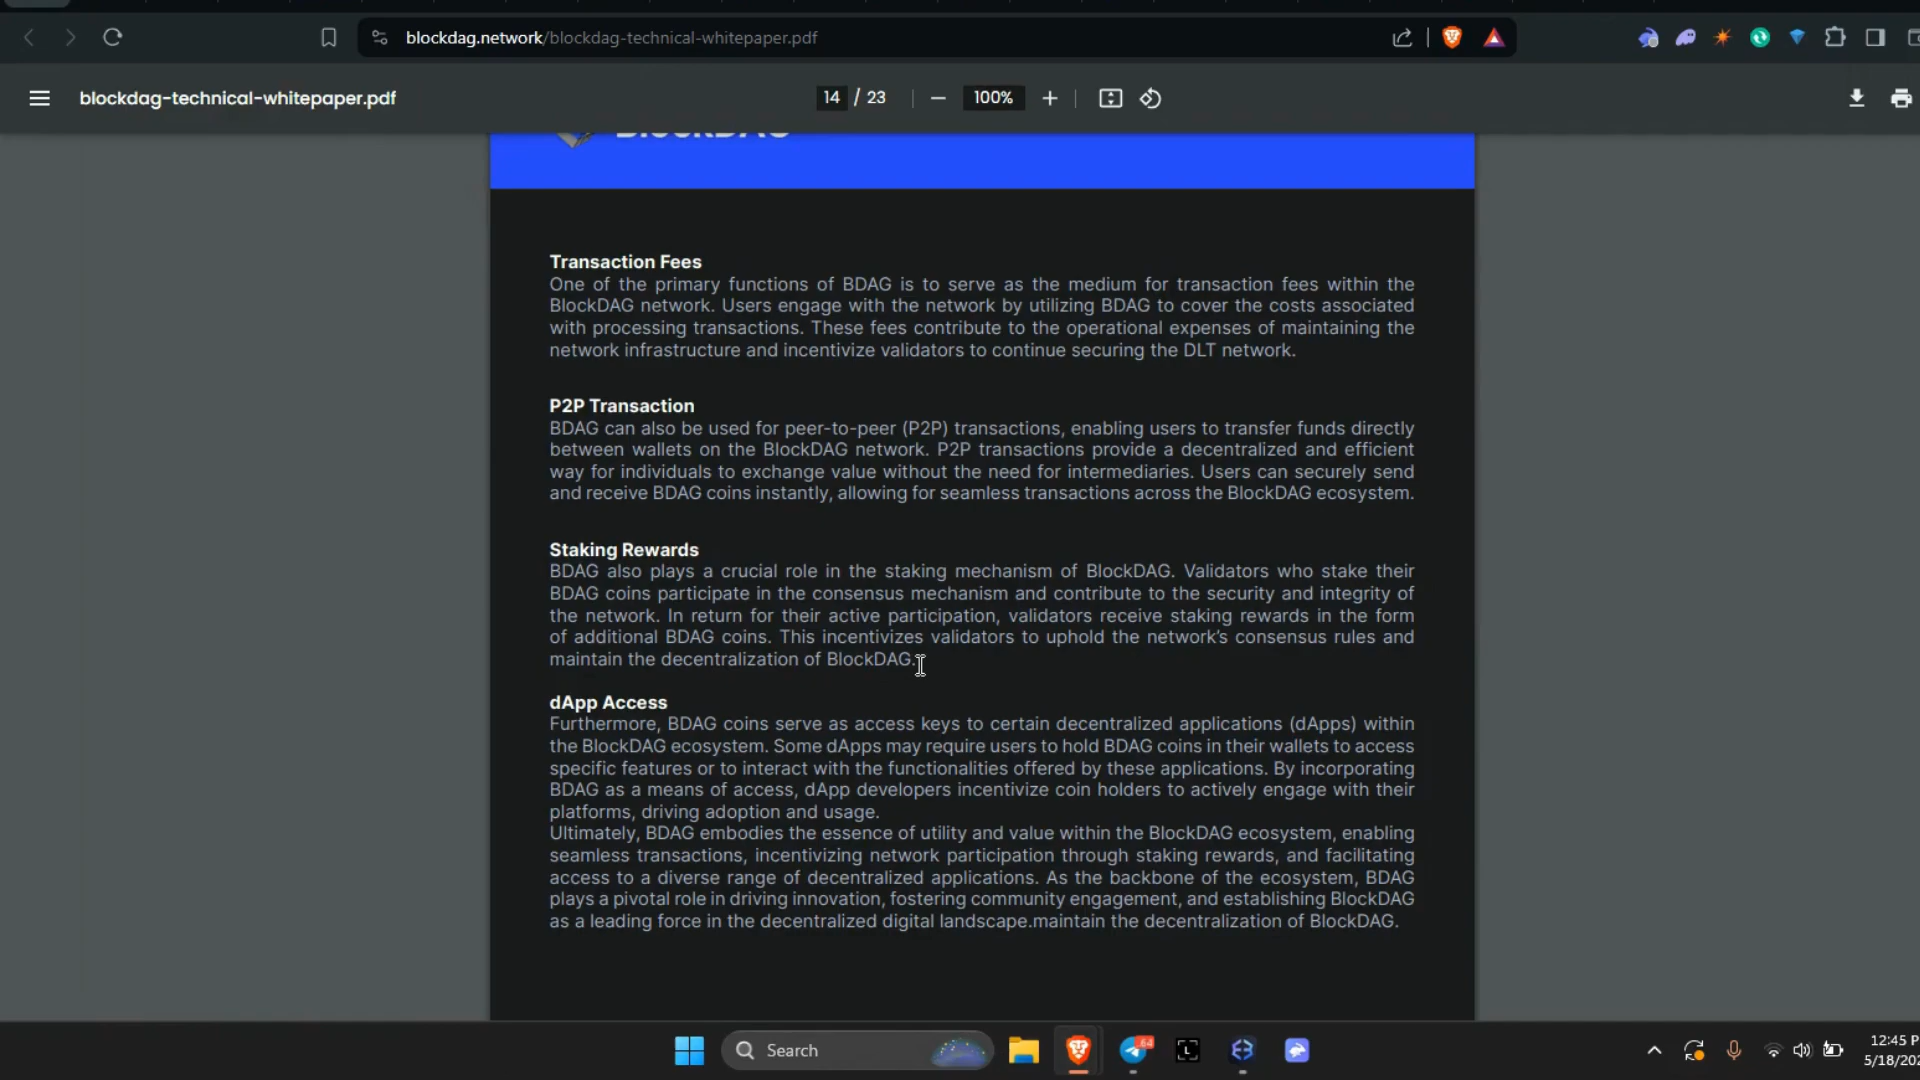 blockdag.network/blockdag-technical-whitepaper.pdf
blockdag-technical-whitepaper.pdf
14 / 23
100%
BLOCKDAG
Transaction Fees
One of the primary functions of BDAG is to serve as the medium for transaction fees within the
BlockDAG network. Users engage with the network by utilizing BDAG to cover the costs associated
with processing transactions. These fees contribute to the operational expenses of maintaining the
network infrastructure and incentivize validators to continue securing the DLT network.
P2P Transaction
BDAG can also be used for peer-to-peer (P2P) transactions, enabling users to transfer funds directly
between wallets on the BlockDAG network. P2P transactions provide a decentralized and efficient
way for individuals to exchange value without the need for intermediaries. Users can securely send
and receive BDAG coins instantly, allowing for seamless transactions across the BlockDAG ecosystem.
Staking Rewards
BDAG also plays a crucial role in the staking mechanism of BlockDAG. Validators who stake their
BDAG coins participate in the consensus mechanism and contribute to the security and integrity of
the network. In return for their active participation, validators receive staking rewards in the form
of additional BDAG coins. This incentivizes validators to uphold the network’s consensus rules and
maintain the decentralization of BlockDAG.
dApp Access
Furthermore, BDAG coins serve as access keys to certain decentralized applications (dApps) within
the BlockDAG ecosystem. Some dApps may require users to hold BDAG coins in their wallets to access
specific features or to interact with the functionalities offered by these applications. By incorporating
BDAG as a means of access, dApp developers incentivize coin holders to actively engage with their
platforms, driving adoption and usage.
Ultimately, BDAG embodies the essence of utility and value within the BlockDAG ecosystem, enabling
seamless transactions, incentivizing network participation through staking rewards, and facilitating
access to a diverse range of decentralized applications. As the backbone of the ecosystem, BDAG
plays a pivotal role in driving innovation, fostering community engagement, and establishing BlockDAG
as a leading force in the decentralized digital landscape.maintain the decentralization of BlockDAG.
Search
64
12:45 P
5/18/202